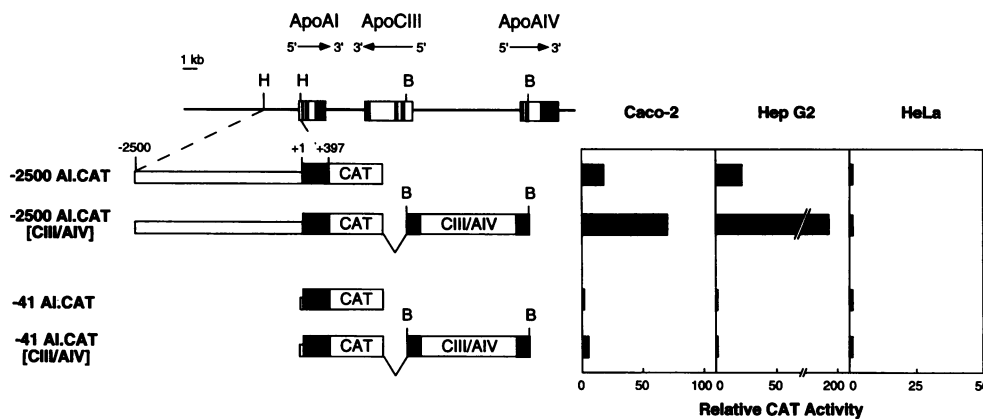 ApoAI ApoCIII ApoAIV
5' 3' 3' 5' 5' 3'
1 kb
H H B B
Caco-2 Hep G2 HeLa
-2500 +1 +397
-2500 AI.CAT CAT
B B
-2500 AI.CAT CAT CIII/AIV
[CIII/AIV]
-41 AI.CAT CAT
B B
-41 AI.CAT CAT CIII/AIV
[CIII/AIV]
0 50 100 0 50 200 0 25 50
Relative CAT Activity